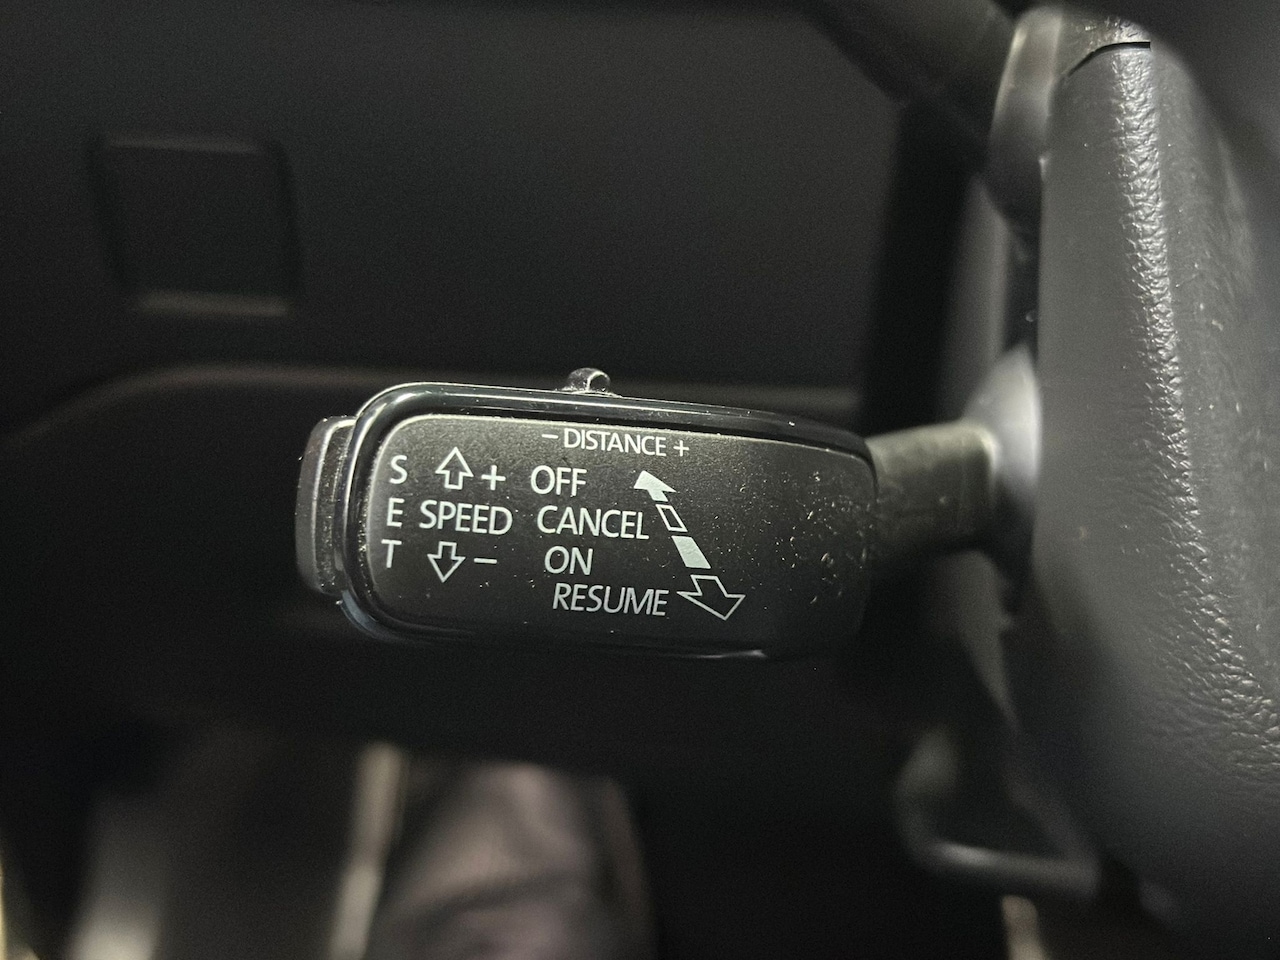 - DISTANCE +
S + OFF
E SPEED CANCEL
T - ON
RESUME